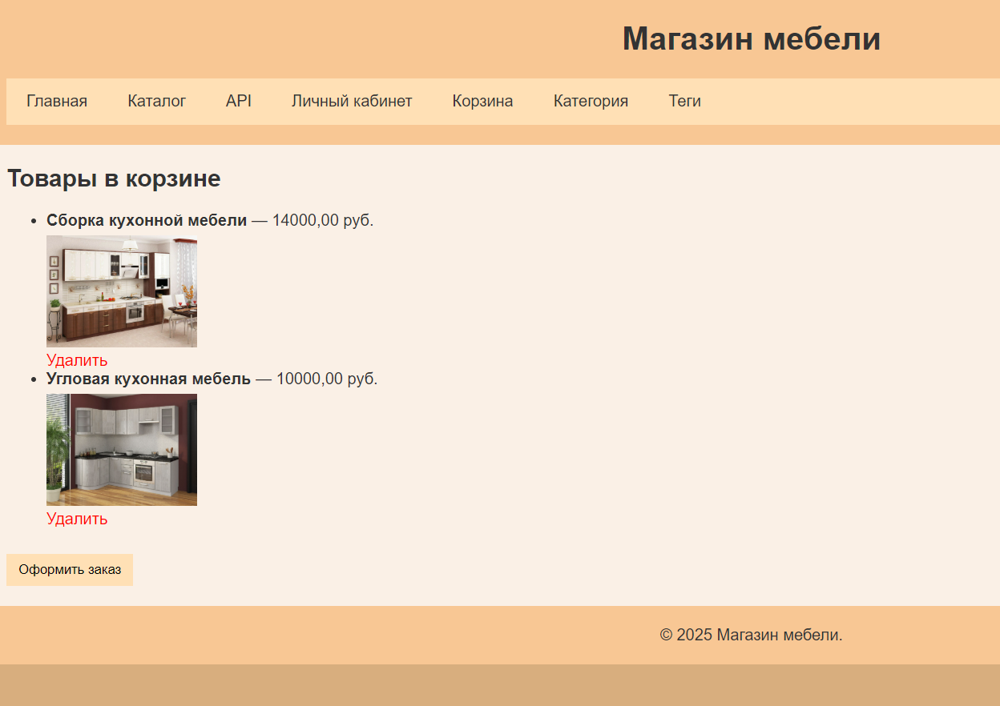 Магазин мебели
Главная Каталог API Личный кабинет Корзина Категория Теги
Товары в корзине
Сборка кухонной мебели — 14000,00 руб.
Удалить
Угловая кухонная мебель — 10000,00 руб.
Удалить
Оформить заказ
© 2025 Магазин мебели.